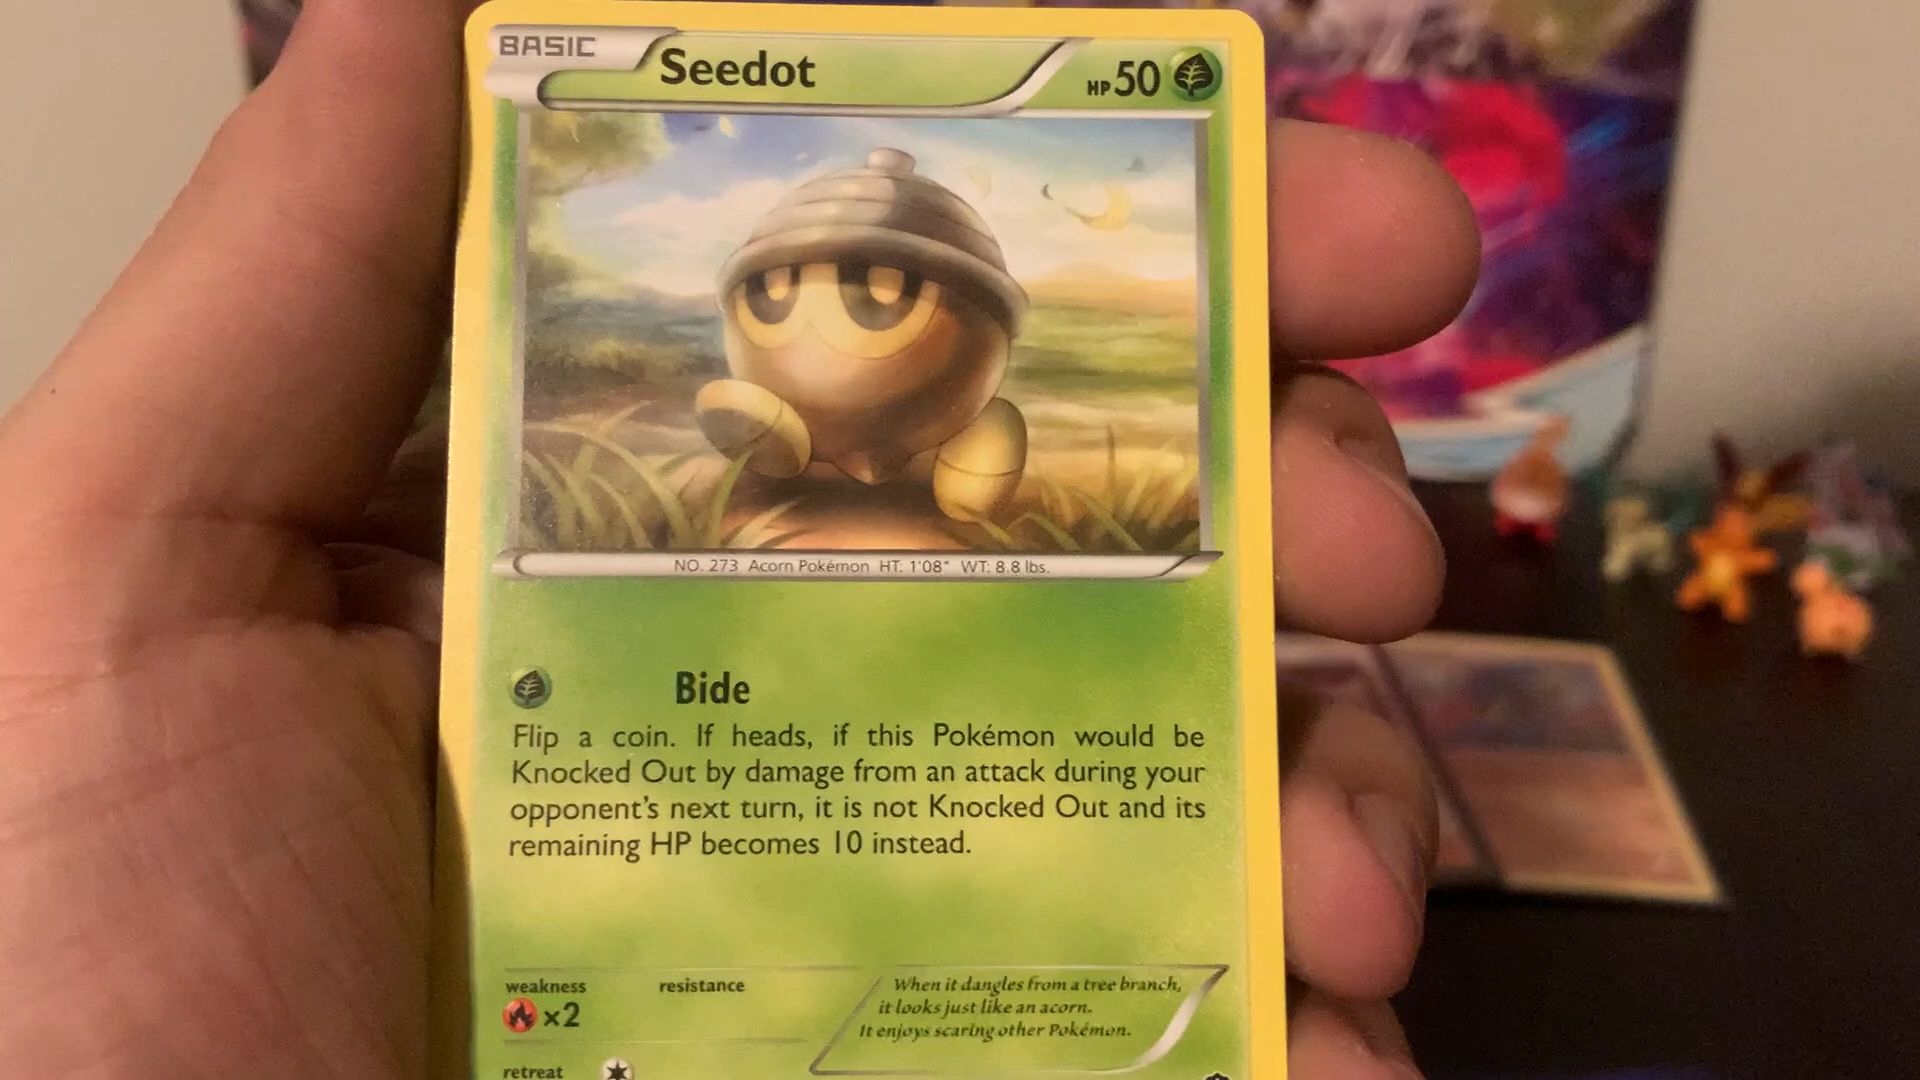 BASIC
Seedot
HP 50
NO. 273 Acorn Pokémon HT: 1'08" WT: 8.8 lbs.
Bide
Flip a coin. If heads, if this Pokémon would be
Knocked Out by damage from an attack during your
opponent's next turn, it is not Knocked Out and its
remaining HP becomes 10 instead.
weakness
×2
resistance
When it dangles from a tree branch,
it looks just like an acorn.
It enjoys scaring other Pokémon.
retreat